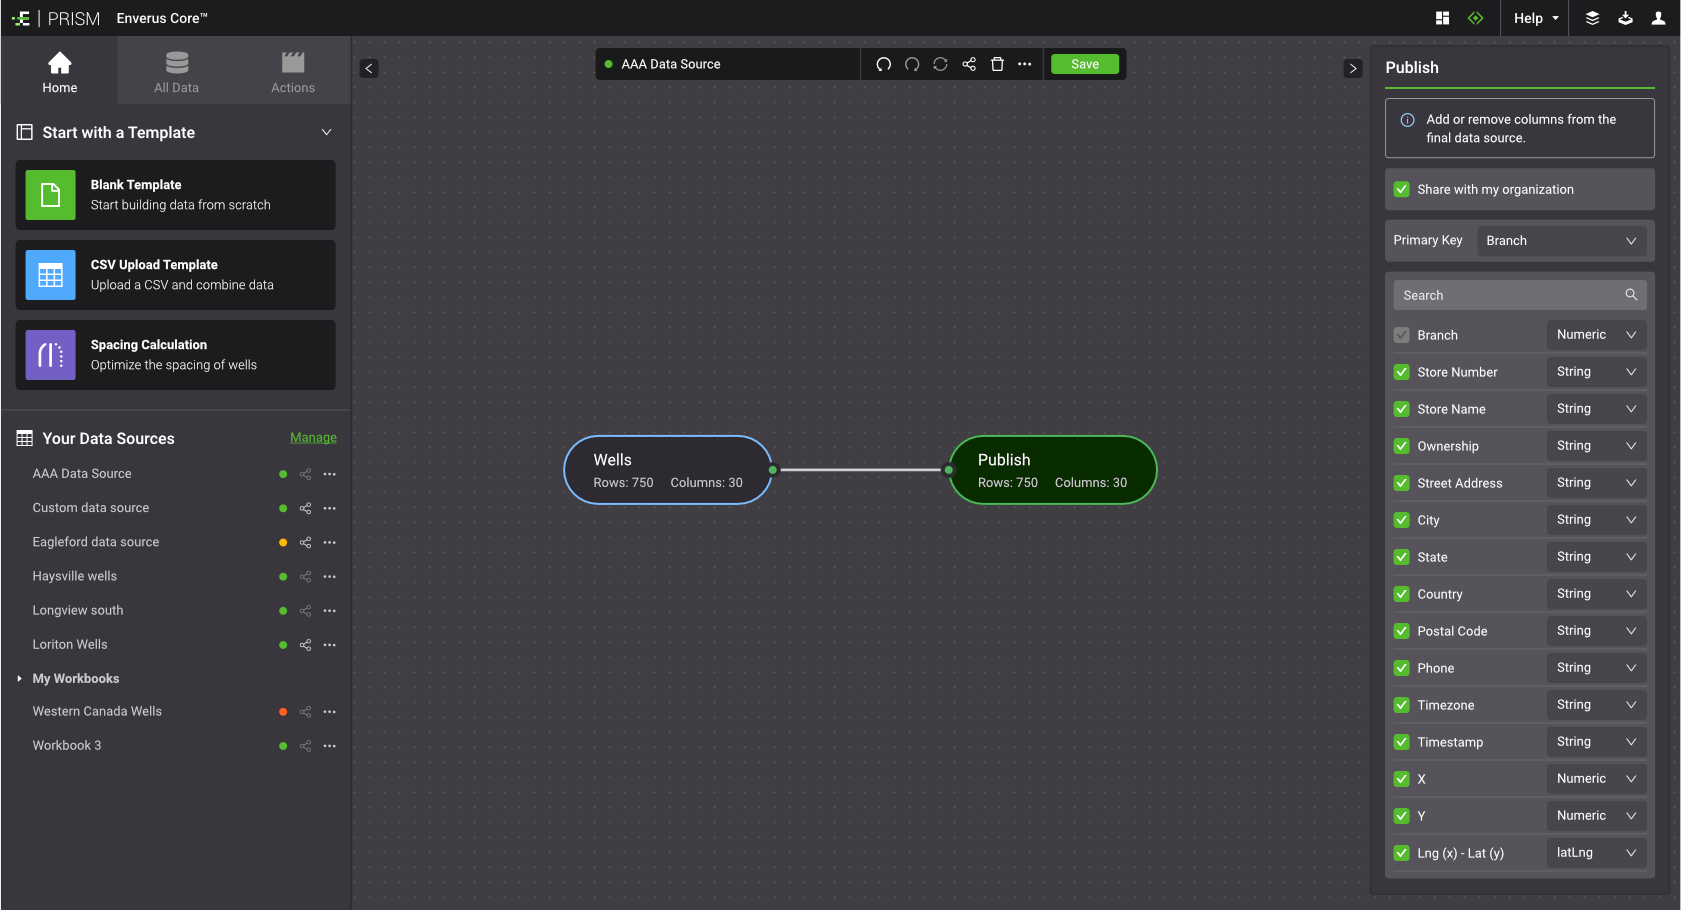 PRISM Enverus Core™
Help
Home
All Data
Actions
Start with a Template
Blank Template
Start building data from scratch
CSV Upload Template
Upload a CSV and combine data
Spacing Calculation
Optimize the spacing of wells
Your Data Sources
Manage
AAA Data Source
Custom data source
Eagleford data source
Haysville wells
Longview south
Loriton Wells
My Workbooks
Western Canada Wells
Workbook 3
AAA Data Source
Save
Wells
Rows: 750 Columns: 30
Publish
Rows: 750 Columns: 30
Publish
Add or remove columns from the
final data source.
Share with my organization
Primary Key Branch
Search
Branch Numeric
Store Number String
Store Name String
Ownership String
Street Address String
City String
State String
Country String
Postal Code String
Phone String
Timezone String
Timestamp String
X Numeric
Y Numeric
Lng (x) - Lat (y) latLng